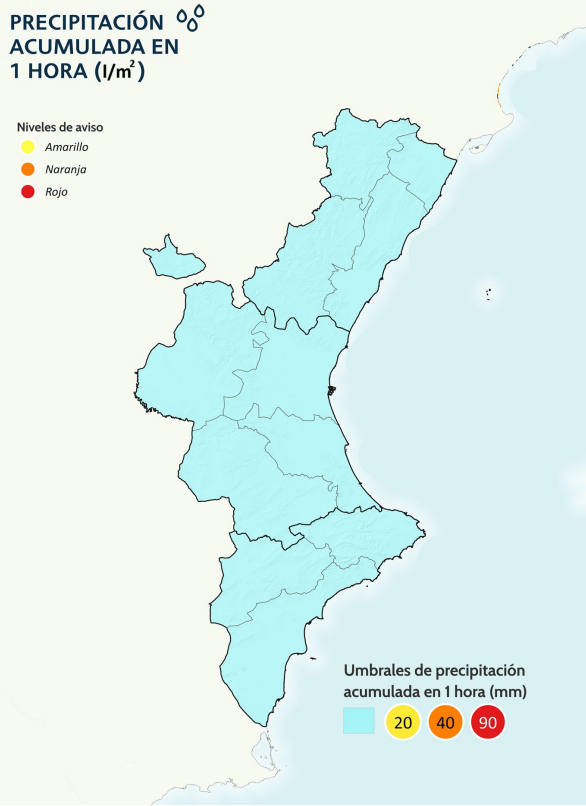 PRECIPITACIÓN
ACUMULADA EN
1 HORA (l/m²)
Niveles de aviso
Amarillo
Naranja
Rojo
Umbrales de precipitación
acumulada en 1 hora (mm)
20 40 90